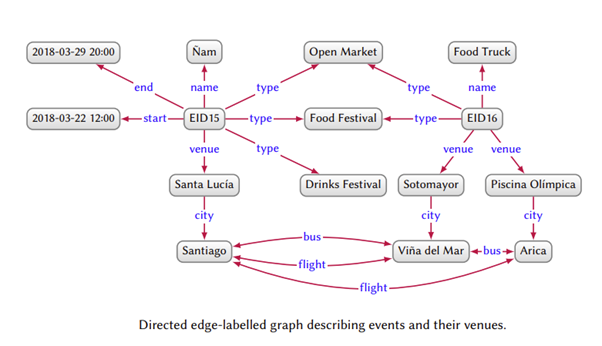 2018-03-29 20:00
Ñam
Open Market
Food Truck
end
name
type
type
name
2018-03-22 12:00
start
EID15
type
Food Festival
type
EID16
venue
type
venue
venue
Santa Lucía
Drinks Festival
Sotomayor
Piscina Olímpica
city
city
city
bus
Santiago
Viña del Mar
bus
Arica
flight
flight
Directed edge-labelled graph describing events and their venues.